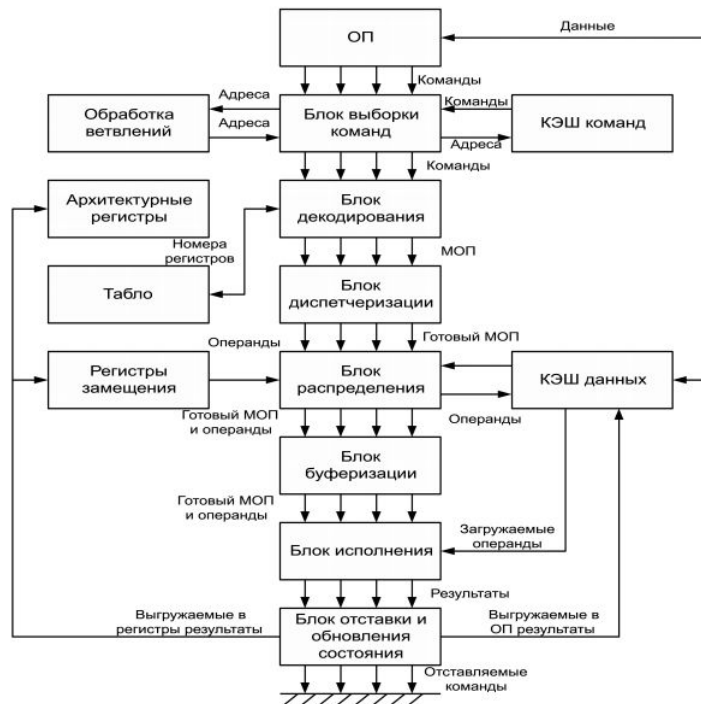 ОП
Данные
Команды
Обработка
ветвлений
Адреса
Адреса
Блок выборки
команд
Команды
Адреса
КЭШ команд
Команды
Архитектурные
регистры
Блок
декодирования
Номера
регистров
МОП
Табло
Блок
диспетчеризации
Операнды
Готовый МОП
Регистры
замещения
Блок
распределения
КЭШ данных
Готовый МОП
и операнды
Операнды
Блок
буферизации
Готовый МОП
и операнды
Загружаемые
операнды
Блок исполнения
Результаты
Выгружаемые в
регистры результаты
Блок отставки и
обновления
состояния
Выгружаемые в
ОП результаты
Отставляемые
команды